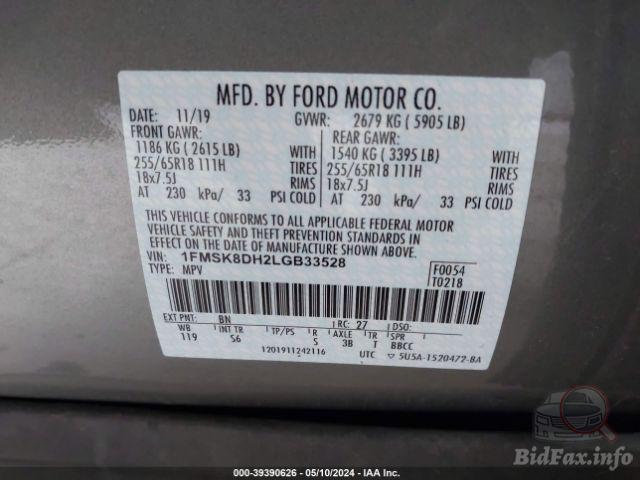 MFD. BY FORD MOTOR CO.
DATE: 11/19 GVWR: 2679 KG ( 5905 LB)
FRONT GAWR: REAR GAWR:
1186 KG ( 2615 LB) WITH 1540 KG ( 3395 LB) WITH
255/65R18 111H TIRES 255/65R18 111H TIRES
18x7.5J RIMS 18x7.5J RIMS
AT 230 kPa/ 33 PSI COLD AT 230 kPa/ 33 PSI COLD
THIS VEHICLE CONFORMS TO ALL APPLICABLE FEDERAL MOTOR
VEHICLE SAFETY AND THEFT PREVENTION STANDARDS IN
EFFECT ON THE DATE OF MANUFACTURE SHOWN ABOVE.
VIN: 1FMSK8DH2LGB33528
TYPE: MPV
F0054
T0218
EXT PNT: BN RC: 27 DSO:
WB INT TR TP/PS R AXLE TR SPR
119 S6 S 3B T BBCC
1201911242116 UTC ▽ 5U5A-1520472-BA
BidFax.info
000-39390626 - 05/10/2024 - IAA Inc.